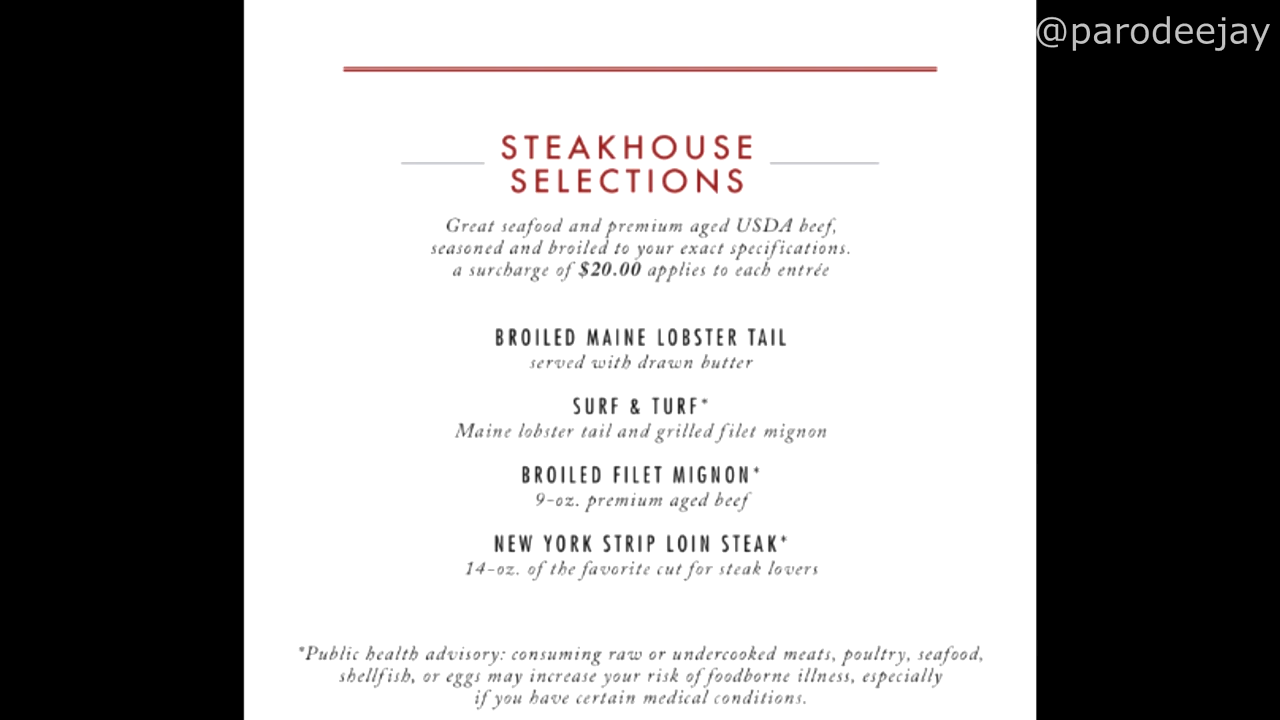 @parodeejay
STEAKHOUSE
SELECTIONS
Great seafood and premium aged USDA beef,
seasoned and broiled to your exact specifications.
a surcharge of $20.00 applies to each entrée
BROILED MAINE LOBSTER TAIL
served with drawn butter
SURF & TURF*
Maine lobster tail and grilled filet mignon
BROILED FILET MIGNON*
9-oz. premium aged beef
NEW YORK STRIP LOIN STEAK*
14-oz. of the favorite cut for steak lovers
*Public health advisory: consuming raw or undercooked meats, poultry, seafood,
shellfish, or eggs may increase your risk of foodborne illness, especially
if you have certain medical conditions.